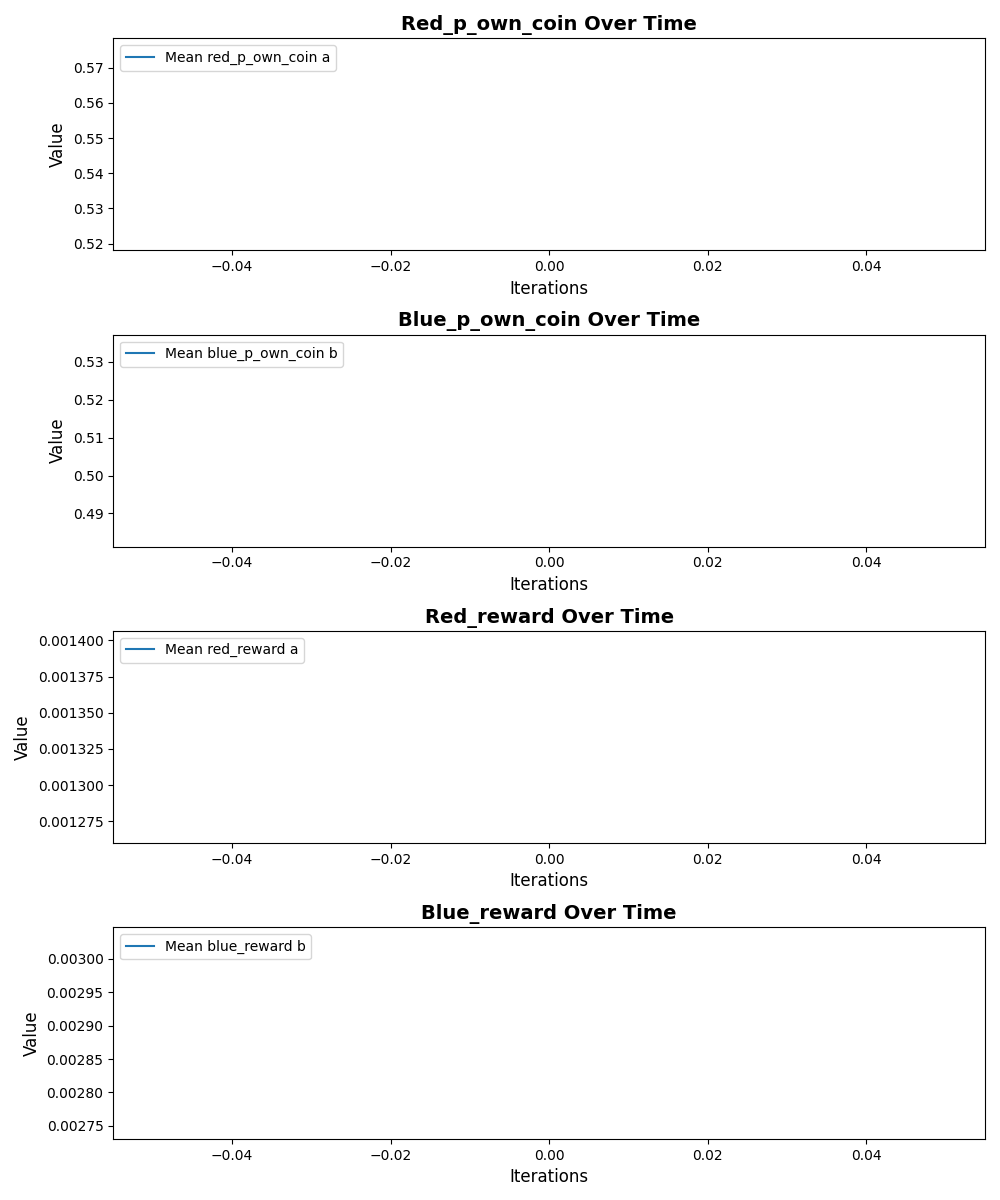 Red_p_own_coin Over Time
Mean red_p_own_coin a
0.57
0.56
0.55
0.54
0.53
0.52
Value
−0.04 −0.02 0.00 0.02 0.04
Iterations
Blue_p_own_coin Over Time
Mean blue_p_own_coin b
0.53
0.52
0.51
0.50
0.49
Value
−0.04 −0.02 0.00 0.02 0.04
Iterations
Red_reward Over Time
Mean red_reward a
0.001400
0.001375
0.001350
0.001325
0.001300
0.001275
Value
−0.04 −0.02 0.00 0.02 0.04
Iterations
Blue_reward Over Time
Mean blue_reward b
0.00300
0.00295
0.00290
0.00285
0.00280
0.00275
Value
−0.04 −0.02 0.00 0.02 0.04
Iterations